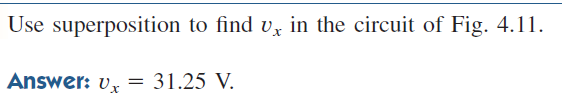 Use superposition to find vₓ in the circuit of Fig. 4.11.
Answer: vₓ = 31.25 V.